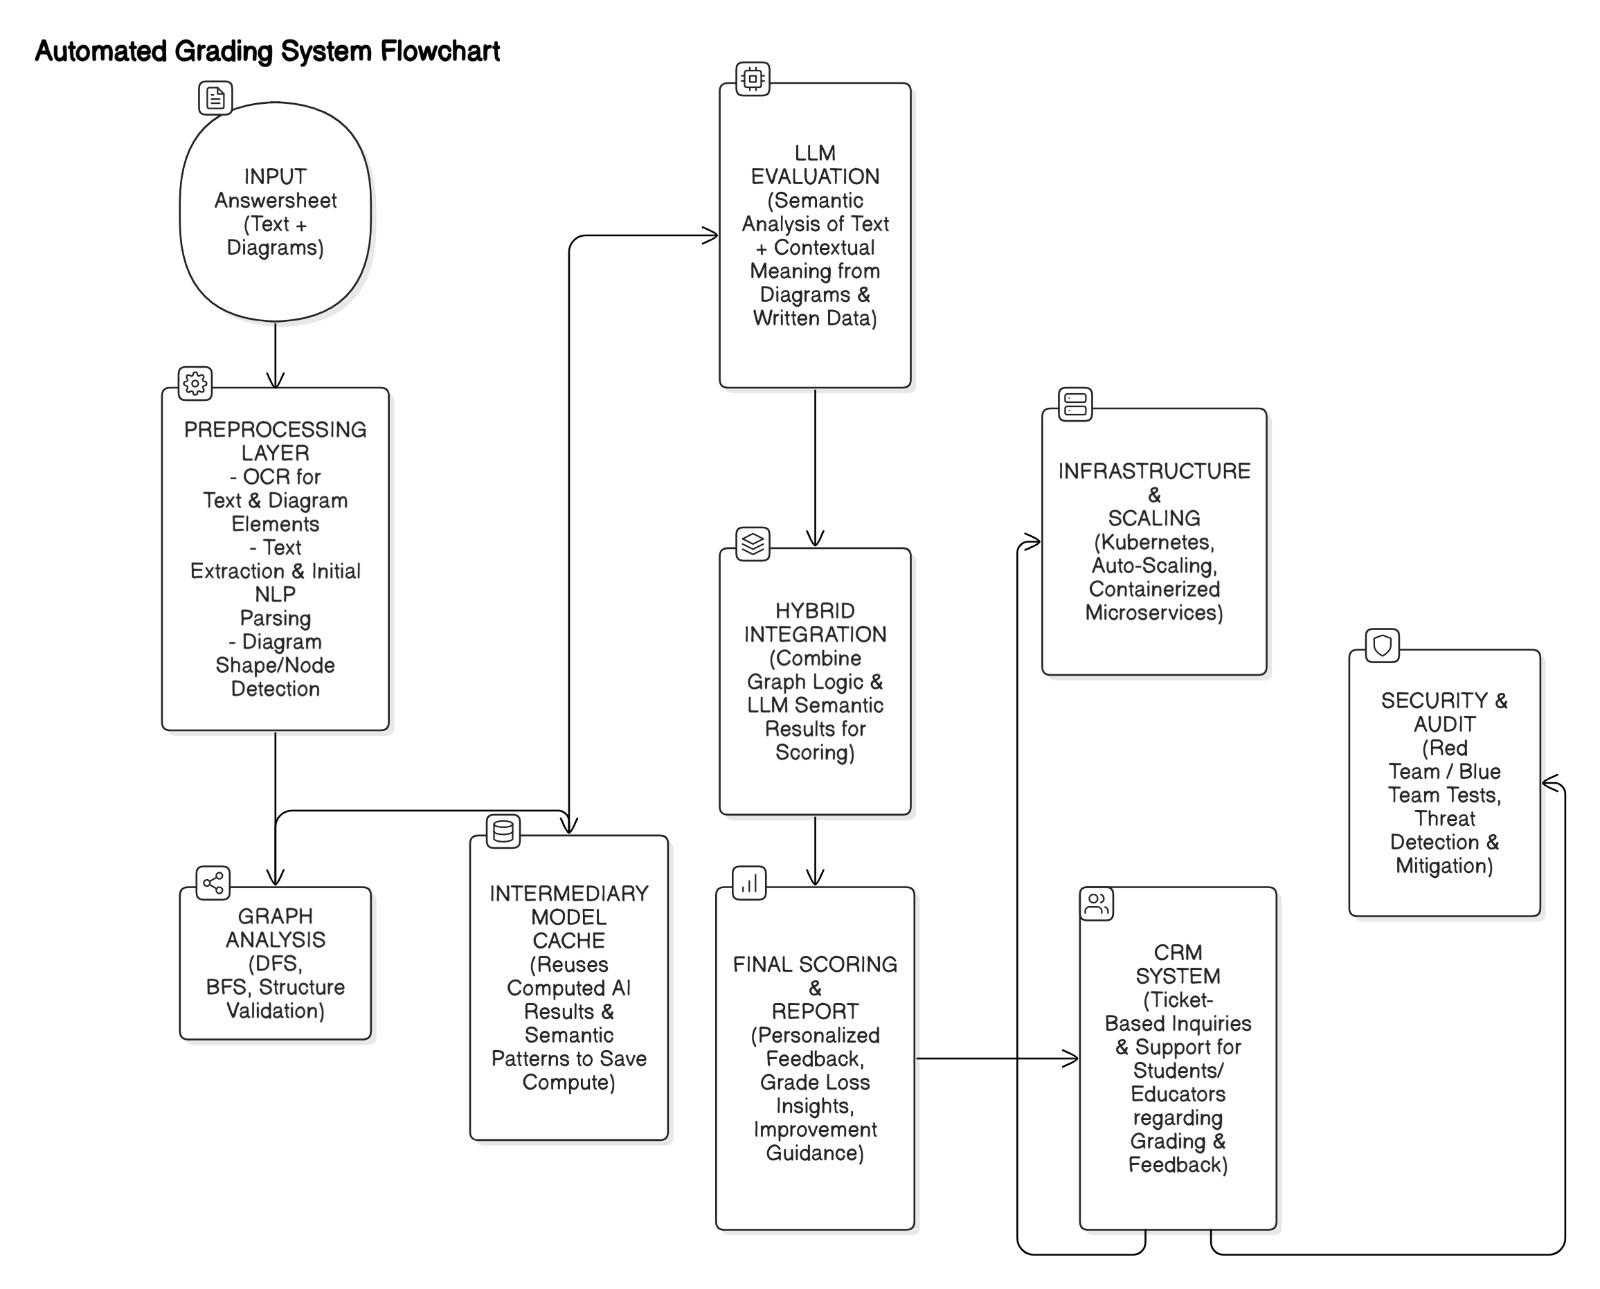 Automated Grading System Flowchart
INPUT
Answersheet
(Text +
Diagrams)
PREPROCESSING
LAYER
- OCR for
Text & Diagram
Elements
- Text
Extraction & Initial
NLP
Parsing
- Diagram
Shape/Node
Detection
GRAPH
ANALYSIS
(DFS,
BFS, Structure
Validation)
INTERMEDIARY
MODEL
CACHE
(Reuses
Computed AI
Results &
Semantic
Patterns to Save
Compute)
LLM
EVALUATION
(Semantic
Analysis of Text
+ Contextual
Meaning from
Diagrams &
Written Data)
HYBRID
INTEGRATION
(Combine
Graph Logic &
LLM Semantic
Results for
Scoring)
FINAL SCORING
&
REPORT
(Personalized
Feedback,
Grade Loss
Insights,
Improvement
Guidance)
INFRASTRUCTURE
&
SCALING
(Kubernetes,
Auto-Scaling,
Containerized
Microservices)
CRM
SYSTEM
(Ticket-
Based Inquiries
& Support for
Students/
Educators
regarding
Grading &
Feedback)
SECURITY &
AUDIT
(Red
Team / Blue
Team Tests,
Threat
Detection &
Mitigation)